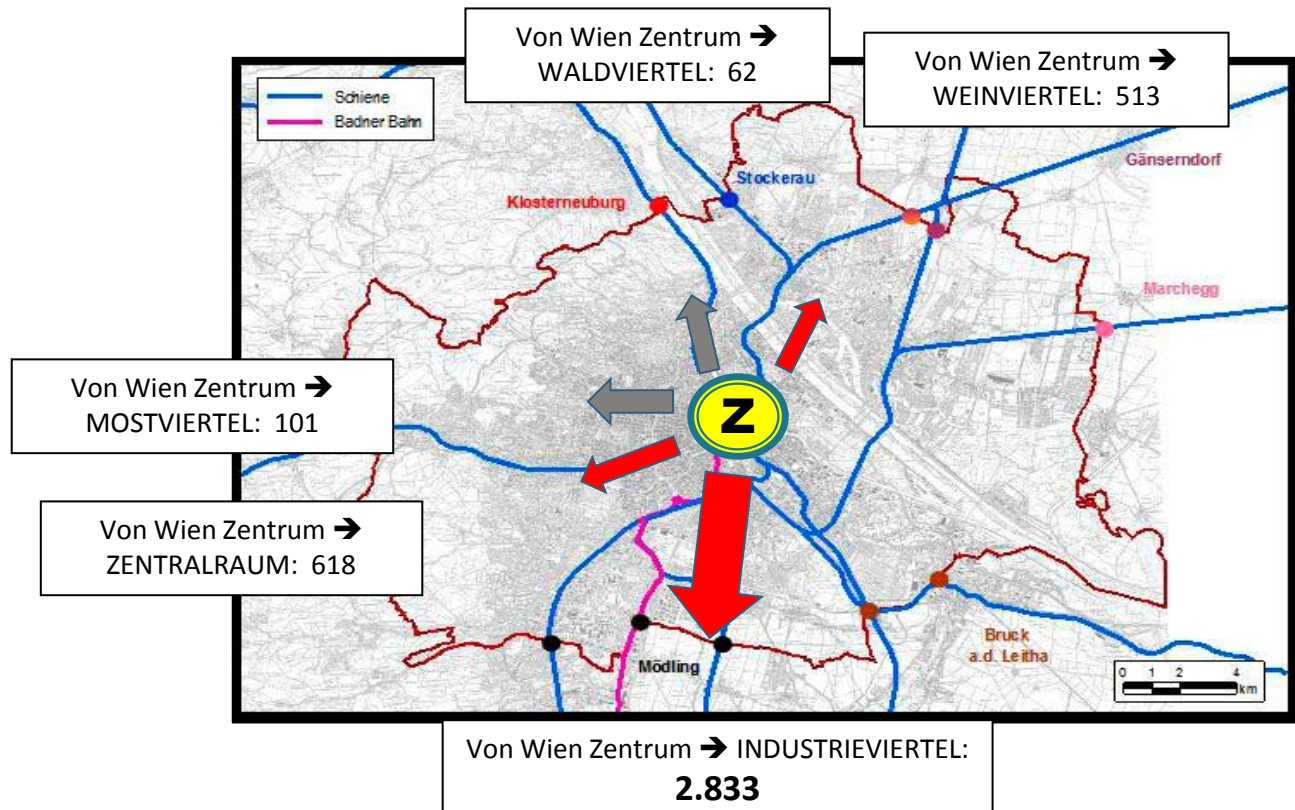 Von Wien Zentrum ➔
WALDVIERTEL: 62
Von Wien Zentrum ➔
WEINVIERTEL: 513
Schiene
Badner Bahn
Gänserndorf
Stockerau
Klosterneuburg
Marchegg
Von Wien Zentrum ➔
MOSTVIERTEL: 101
Z
Von Wien Zentrum ➔
ZENTRALRAUM: 618
Bruck
a.d. Leitha
Mödling
0 1 2 4
km
Von Wien Zentrum ➔ INDUSTRIEVIERTEL:
2.833